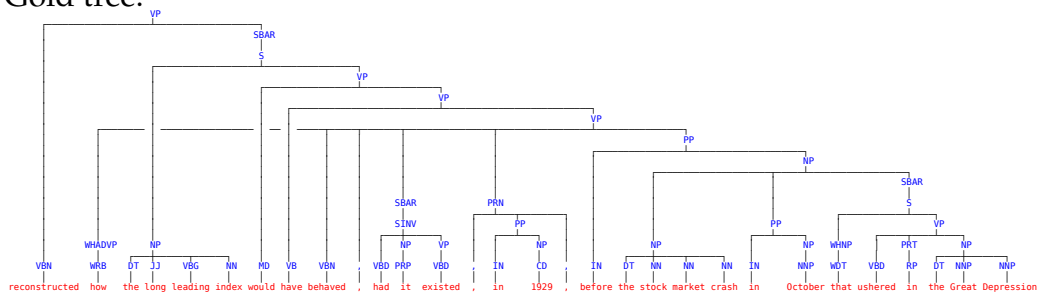 Gold tree:
VP
SBAR
S
VP
VP
VP
PP
NP
SBAR PRN SBAR
SINV PP PP S
WHADVP NP NP VP NP NP NP WHNP PRT NP VP
VBN WRB DT JJ VBG NN MD VB VBN , VBD PRP VBD , IN CD , IN DT NN NN NN IN NNP WDT VBD RP DT NNP NNP
reconstructed how the long leading index would have behaved , had it existed , in 1929 , before the stock market crash in October that ushered in the Great Depression